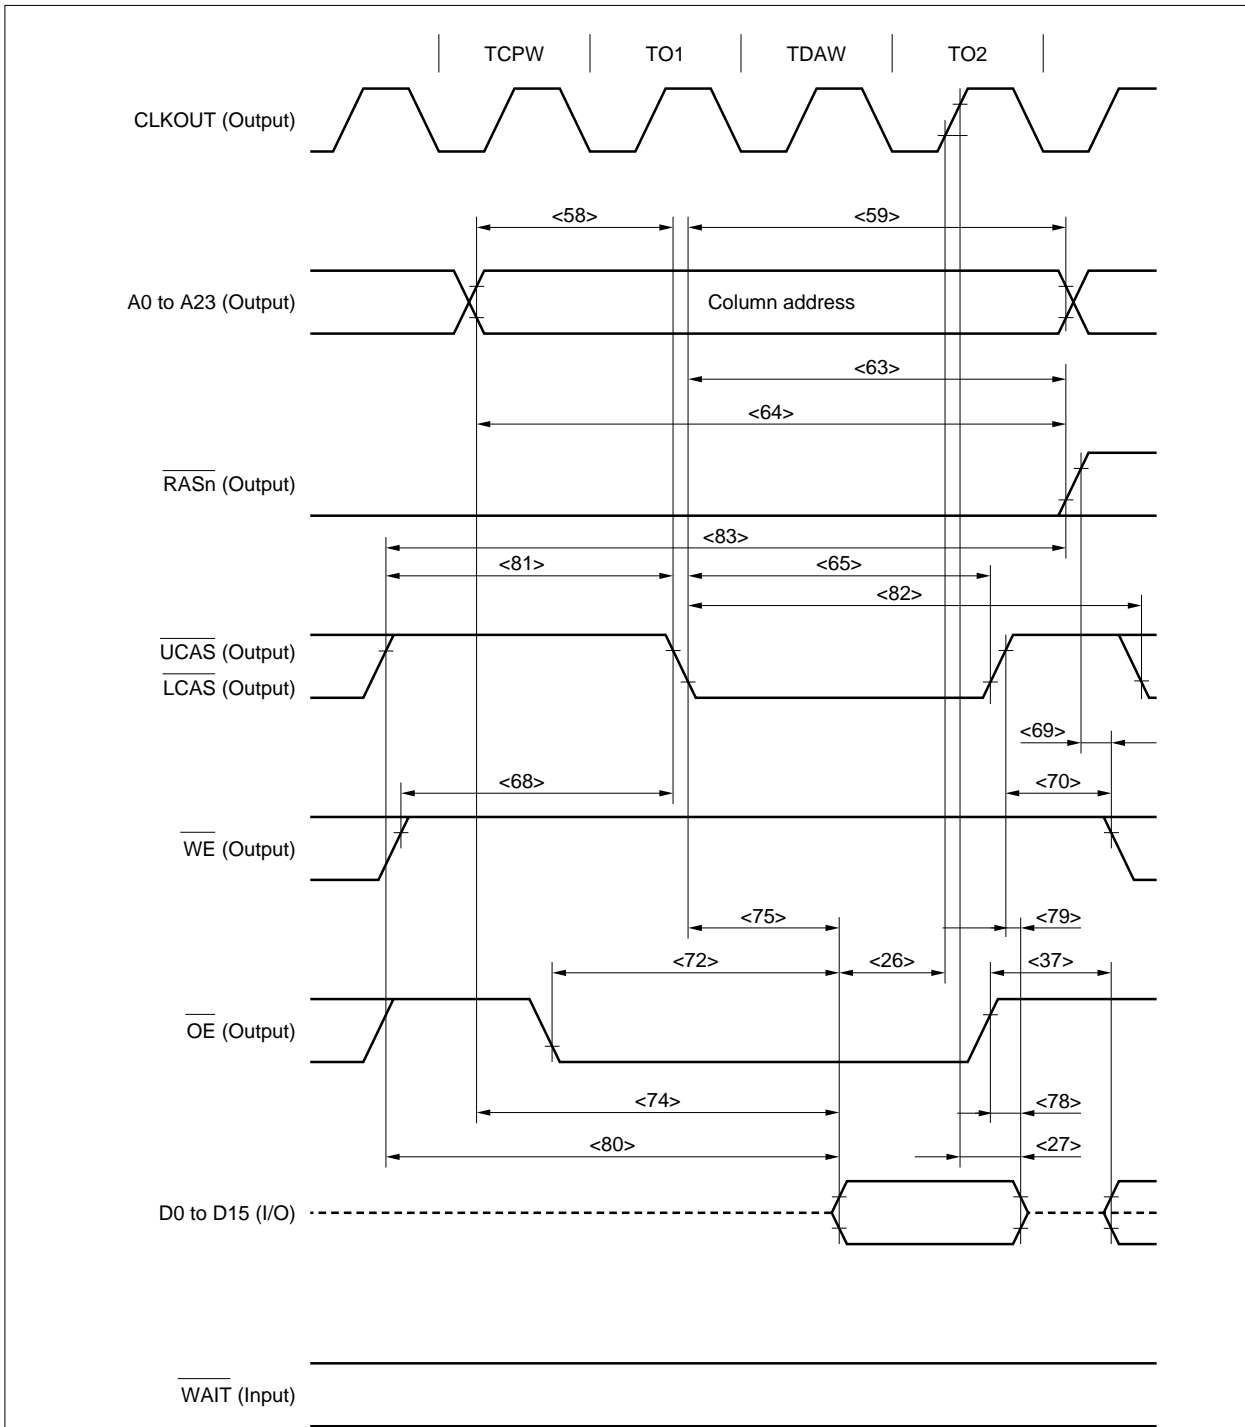 TCPW TO1 TDAW TO2
CLKOUT (Output)
<58> <59>
A0 to A23 (Output) Column address
<63>
<64>
RASn (Output)
<83>
<81> <65>
<82>
UCAS (Output)
LCAS (Output)
<69>
<68> <70>
WE (Output)
<75> <79>
<72> <26> <37>
OE (Output)
<74> <78>
<80> <27>
D0 to D15 (I/O)
WAIT (Input)